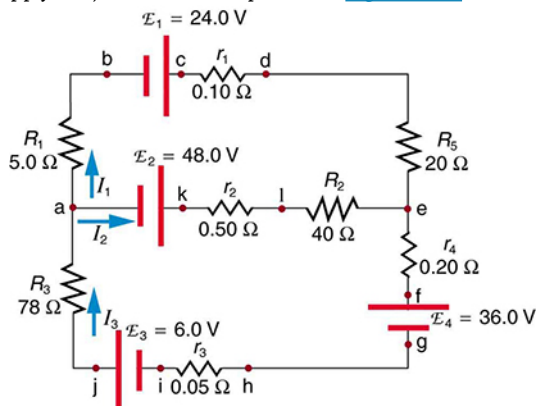 ℰ₁ = 24.0 V
b
c
r₁
d
0.10 Ω
R₁
5.0 Ω
R₅
20 Ω
ℰ₂ = 48.0 V
I₁
a
k
r₂
l
R₂
e
I₂
0.50 Ω
40 Ω
r₄
0.20 Ω
R₃
78 Ω
f
I₃
ℰ₃ = 6.0 V
ℰ₄ = 36.0 V
r₃
g
j
i
0.05 Ω
h